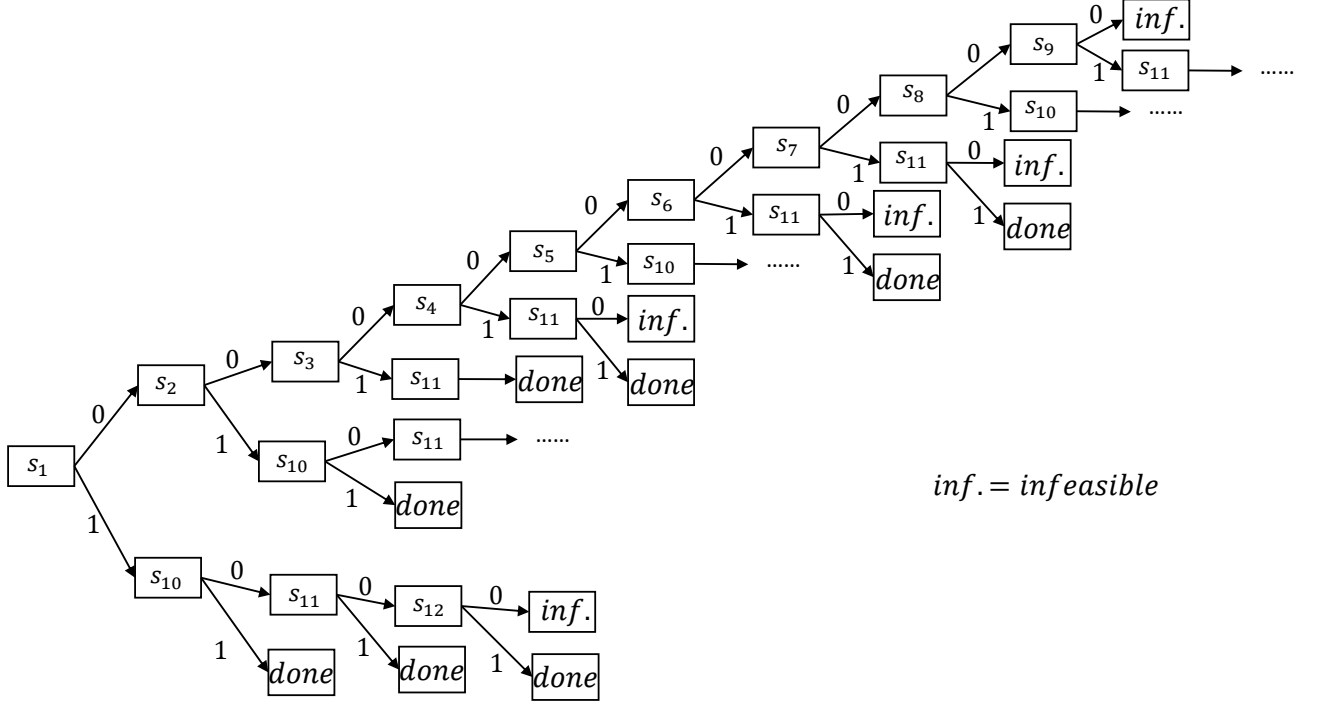 0 inf.
0 s₉
1 s₁₁ ......
0 s₈
1 s₁₀ ......
0 s₇
1 s₁₁ 0 inf.
1 done
0 s₆
1 s₁₁ 0 inf.
1 done
0 s₅
1 s₁₀ ......
0 s₄
1 s₁₁ 0 inf.
1 done
0 s₃
1 s₁₁ done
0 s₂
1 s₁₀ 0 s₁₁ ......
1 done
s₁
inf. = infeasible
1 s₁₀ 0 s₁₁ 0 s₁₂ 0 inf.
1 done 1 done 1 done